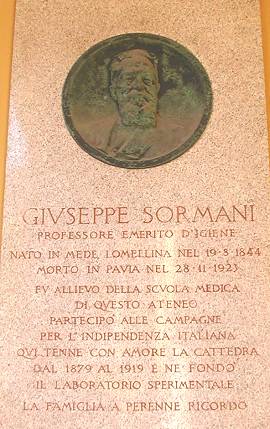 GIVSEPPE SORMANI
PROFESSORE EMERITO D'IGIENE
NATO IN MEDE LOMELLINA NEL 19·8·1844
MORTO IN PAVIA NEL 28·11·1923
FV ALLIEVO DELLA SCVOLA MEDICA
DI QVESTO ATENEO
PARTECIPÒ ALLE CAMPAGNE
PER L'INDIPENDENZA ITALIANA
QVI TENNE CON AMORE LA CATTEDRA
DAL 1879 AL 1919 E NE FONDÒ
IL LABORATORIO SPERIMENTALE
LA FAMIGLIA A PERENNE RICORDO